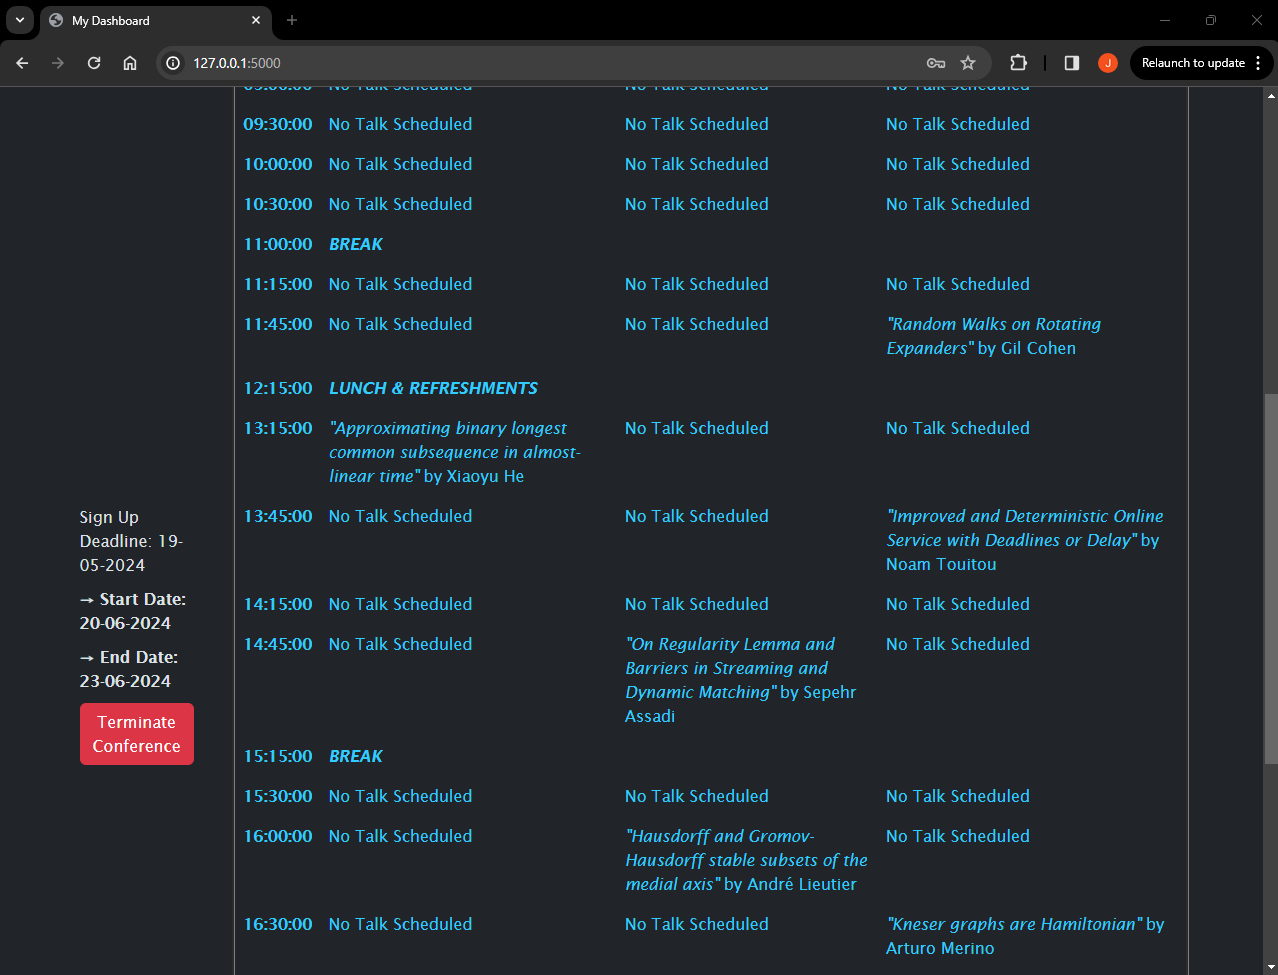 My Dashboard
127.0.0.1:5000
J
Relaunch to update
09:00:00 No Talk Scheduled No Talk Scheduled No Talk Scheduled
09:30:00 No Talk Scheduled No Talk Scheduled No Talk Scheduled
10:00:00 No Talk Scheduled No Talk Scheduled No Talk Scheduled
10:30:00 No Talk Scheduled No Talk Scheduled No Talk Scheduled
11:00:00 BREAK
11:15:00 No Talk Scheduled No Talk Scheduled No Talk Scheduled
11:45:00 No Talk Scheduled No Talk Scheduled "Random Walks on Rotating
Expanders" by Gil Cohen
12:15:00 LUNCH & REFRESHMENTS
13:15:00 "Approximating binary longest
common subsequence in almost-
linear time" by Xiaoyu He
No Talk Scheduled No Talk Scheduled
13:45:00 No Talk Scheduled No Talk Scheduled "Improved and Deterministic Online
Service with Deadlines or Delay" by
Noam Touitou
14:15:00 No Talk Scheduled No Talk Scheduled No Talk Scheduled
14:45:00 No Talk Scheduled "On Regularity Lemma and
Barriers in Streaming and
Dynamic Matching" by Sepehr
Assadi
No Talk Scheduled
15:15:00 BREAK
15:30:00 No Talk Scheduled No Talk Scheduled No Talk Scheduled
16:00:00 No Talk Scheduled "Hausdorff and Gromov-
Hausdorff stable subsets of the
medial axis" by André Lieutier
No Talk Scheduled
16:30:00 No Talk Scheduled No Talk Scheduled "Kneser graphs are Hamiltonian" by
Arturo Merino
Sign Up
Deadline: 19-
05-2024
→ Start Date:
20-06-2024
→ End Date:
23-06-2024
Terminate
Conference